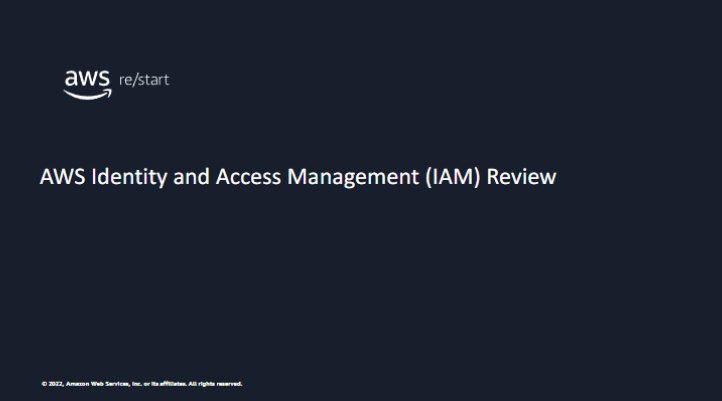 aws re/start
AWS Identity and Access Management (IAM) Review
© 2022, Amazon Web Services, Inc. or its affiliates. All rights reserved.